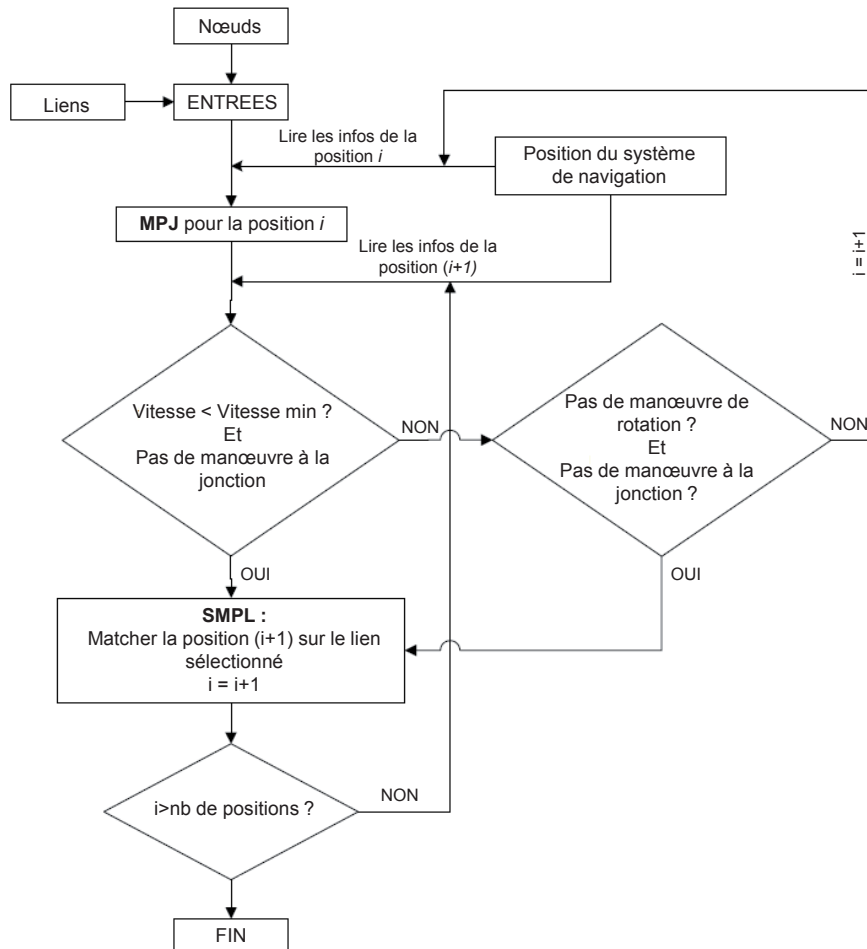 Nœuds
Liens
ENTREES
Lire les infos de la
position i
Position du système
de navigation
MPJ pour la position i
Lire les infos de la
position (i+1)
i = i+1
Vitesse < Vitesse min ?
Et
Pas de manœuvre à la
jonction
NON
Pas de manœuvre de
rotation ?
Et
Pas de manœuvre à la
jonction ?
NON
OUI
OUI
SMPL :
Matcher la position (i+1) sur le lien
sélectionné
i = i+1
i>nb de positions ?
NON
FIN